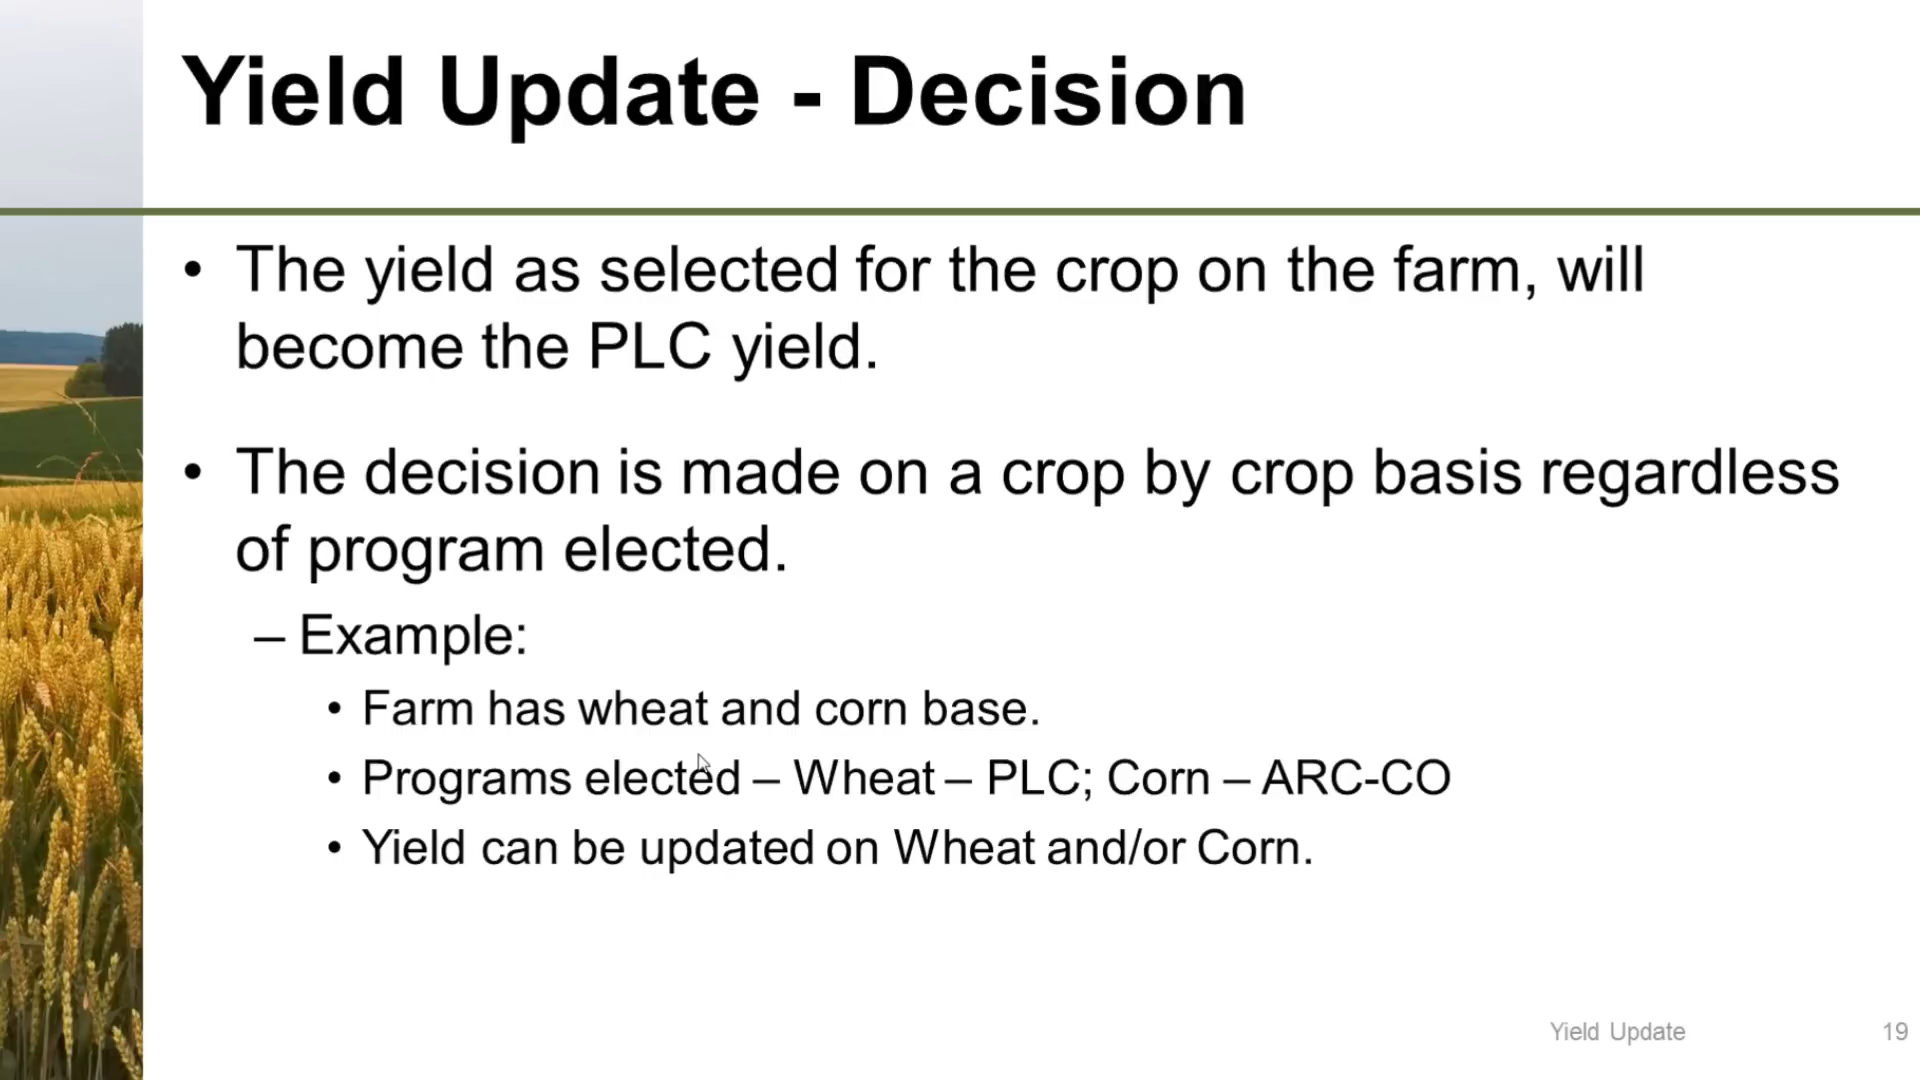 Yield Update - Decision
• The yield as selected for the crop on the farm, will
become the PLC yield.
• The decision is made on a crop by crop basis regardless
of program elected.
– Example:
• Farm has wheat and corn base.
• Programs elected – Wheat – PLC; Corn – ARC-CO
• Yield can be updated on Wheat and/or Corn.
Yield Update 19